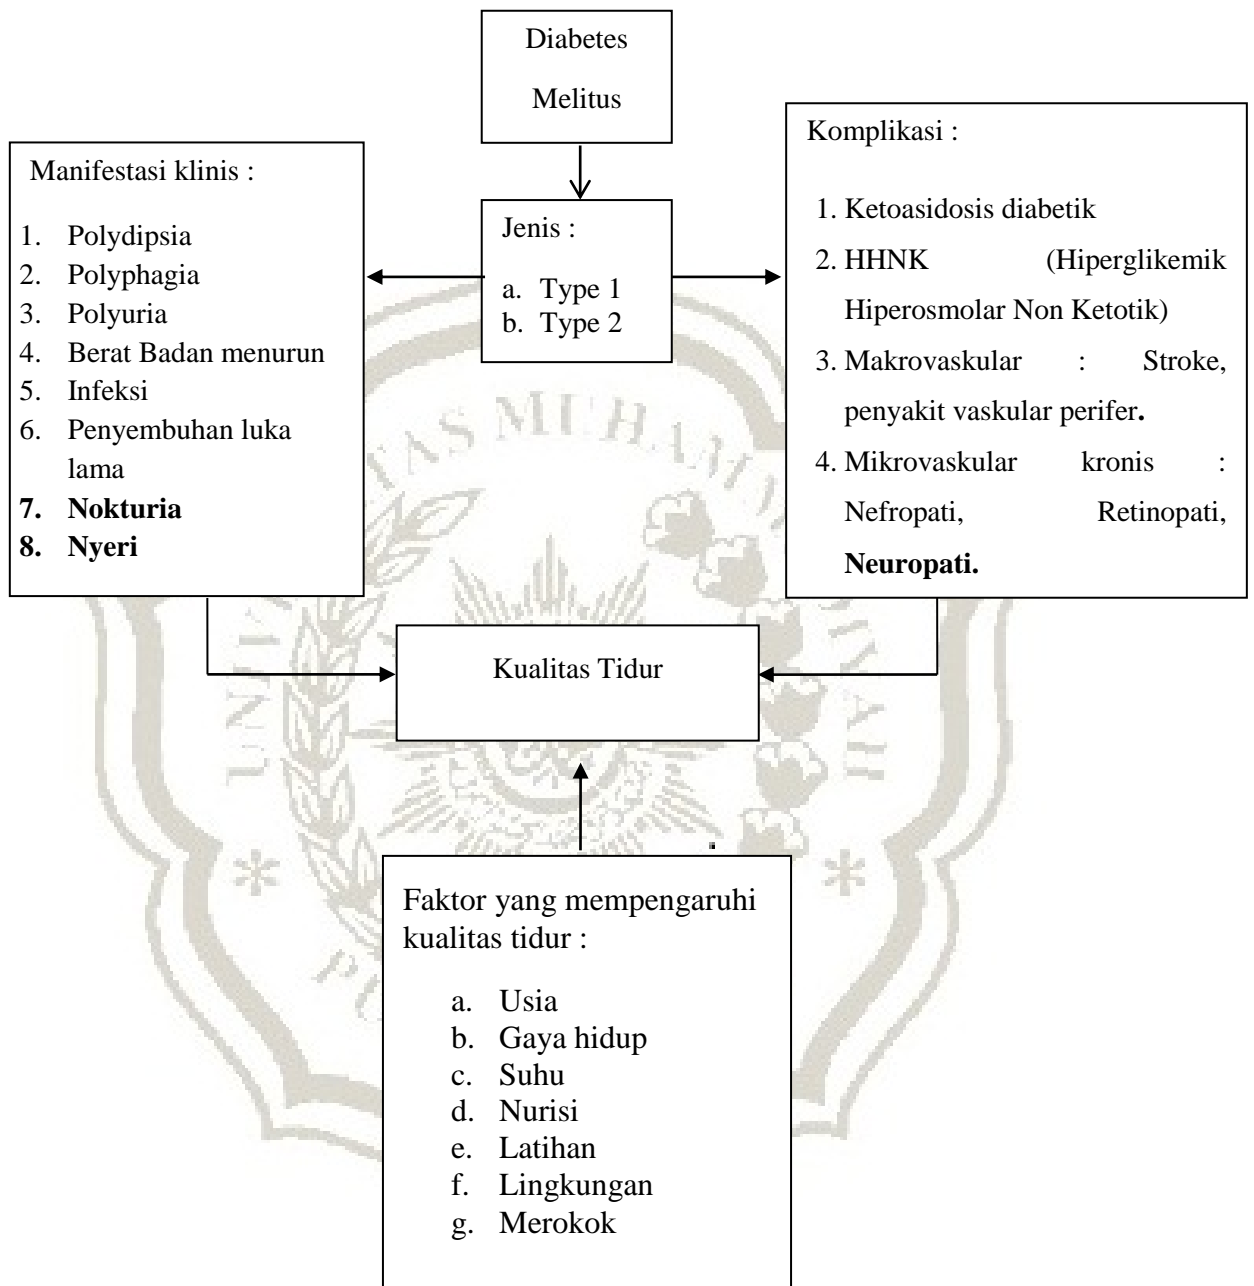 Diabetes
Melitus
Manifestasi klinis :
1. Polydipsia
2. Polyphagia
3. Polyuria
4. Berat Badan menurun
5. Infeksi
6. Penyembuhan luka
lama
7. Nokturia
8. Nyeri
Jenis :
a. Type 1
b. Type 2
Komplikasi :
1. Ketoasidosis diabetik
2. HHNK (Hiperglikemik
Hiperosmolar Non Ketotik)
3. Makrovaskular : Stroke,
penyakit vaskular perifer.
4. Mikrovaskular kronis :
Nefropati, Retinopati,
Neuropati.
Kualitas Tidur
Faktor yang mempengaruhi
kualitas tidur :
a. Usia
b. Gaya hidup
c. Suhu
d. Nurisi
e. Latihan
f. Lingkungan
g. Merokok